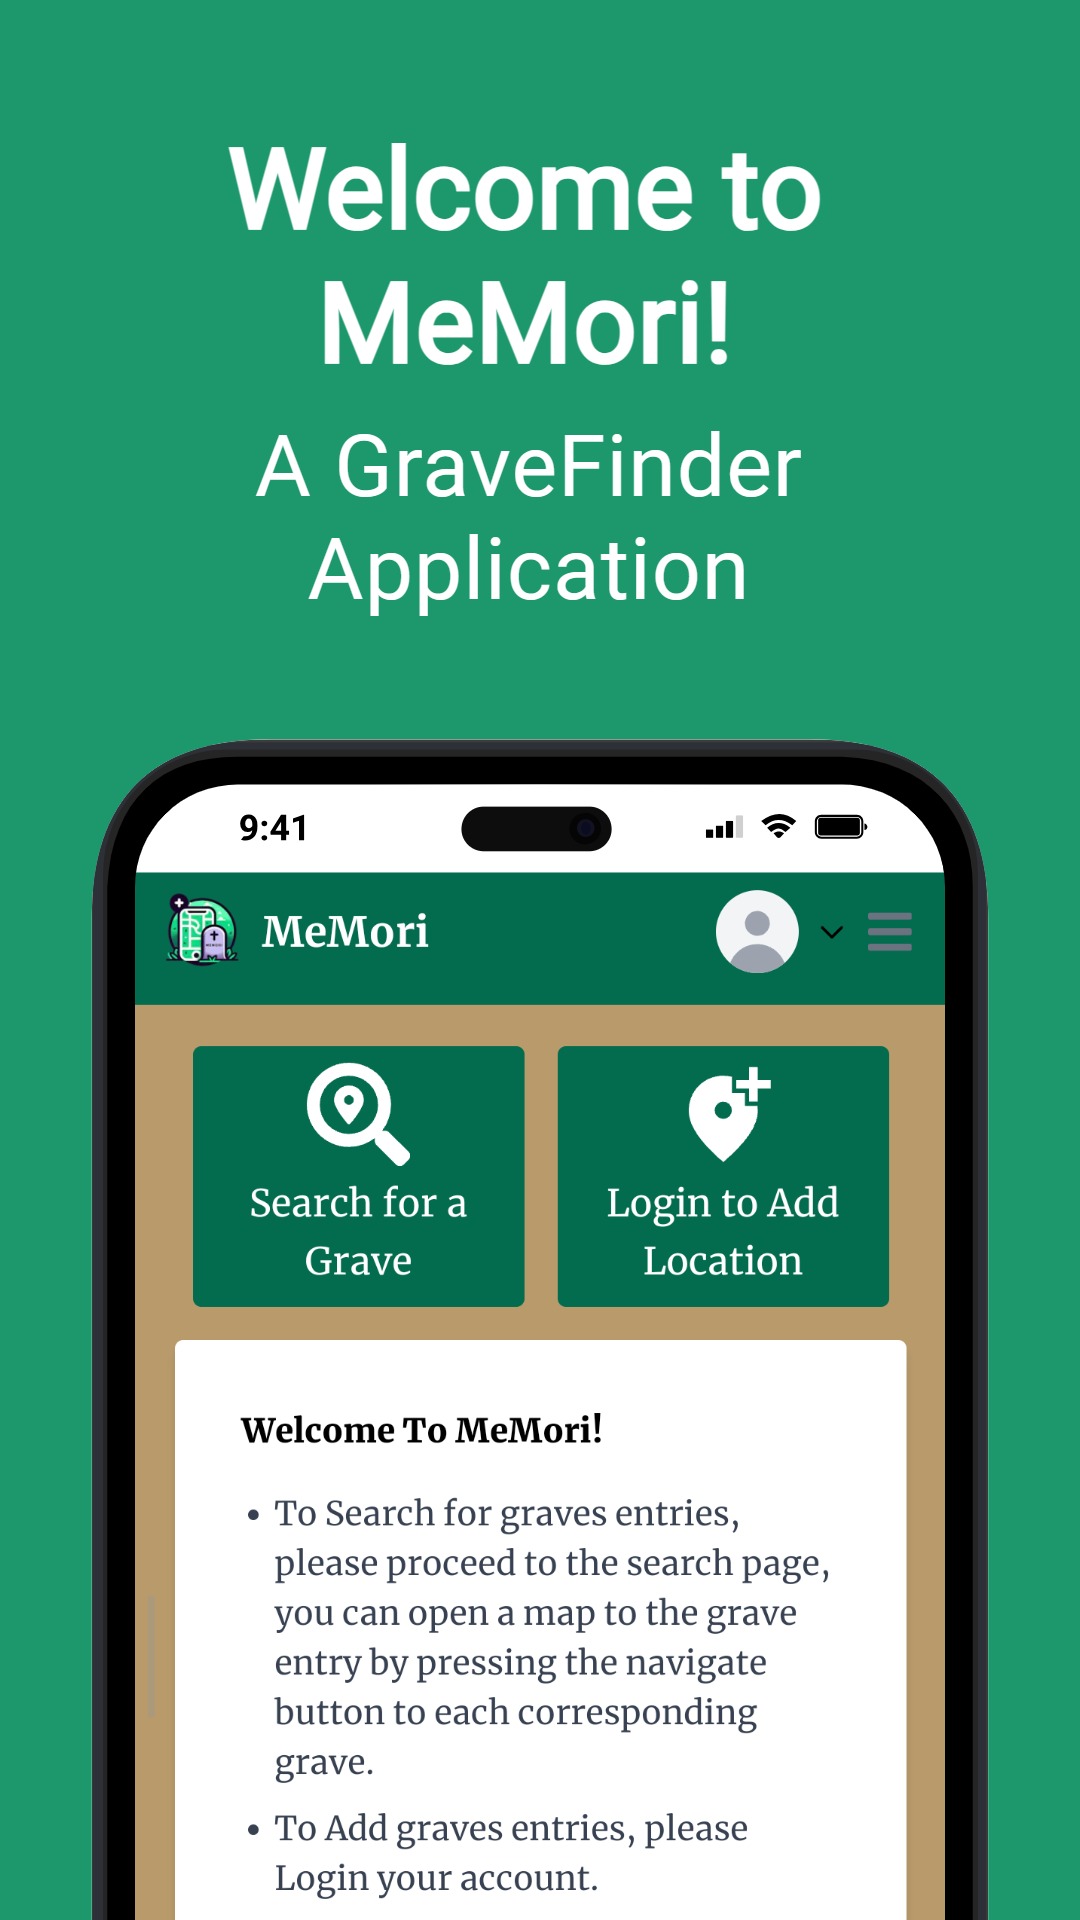 Welcome to
MeMori!
A GraveFinder
Application
9:41
MeMori
Search for a
Grave
Login to Add
Location
Welcome To MeMori!
• To Search for graves entries,
please proceed to the search page,
you can open a map to the grave
entry by pressing the navigate
button to each corresponding
grave.
• To Add graves entries, please
Login your account.